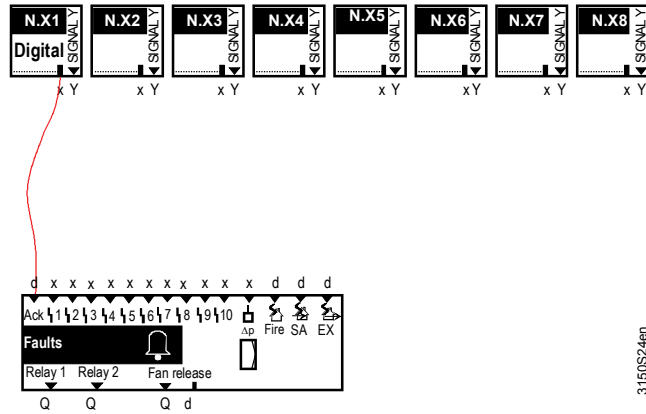 N.X1 N.X2 N.X3 N.X4 N.X5 N.X6 N.X7 N.X8
Digital
SIGNAL Y SIGNAL Y SIGNAL Y SIGNAL Y SIGNAL Y SIGNAL Y SIGNAL Y SIGNAL Y
x Y x Y x Y x Y x Y x Y x Y x Y
d x x x x x x x x x x x d d d
Ack 1 2 3 4 5 6 7 8 9 10 Δp Fire SA EX
Faults
Relay 1 Relay 2 Fan release
Q Q Q d
3150S24en